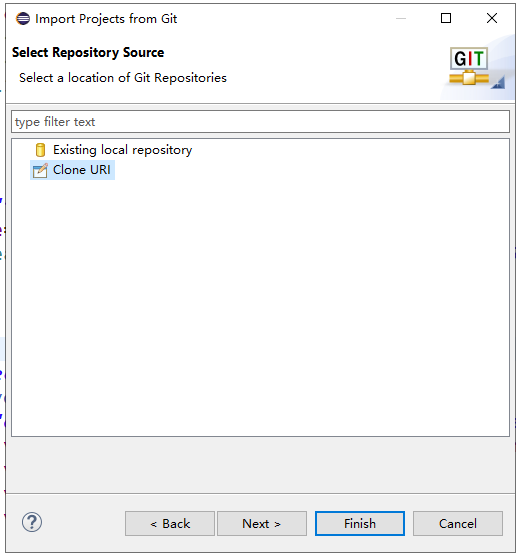 Import Projects from Git
Select Repository Source
Select a location of Git Repositories
GIT
type filter text
Existing local repository
Clone URI
?
< Back
Next >
Finish
Cancel